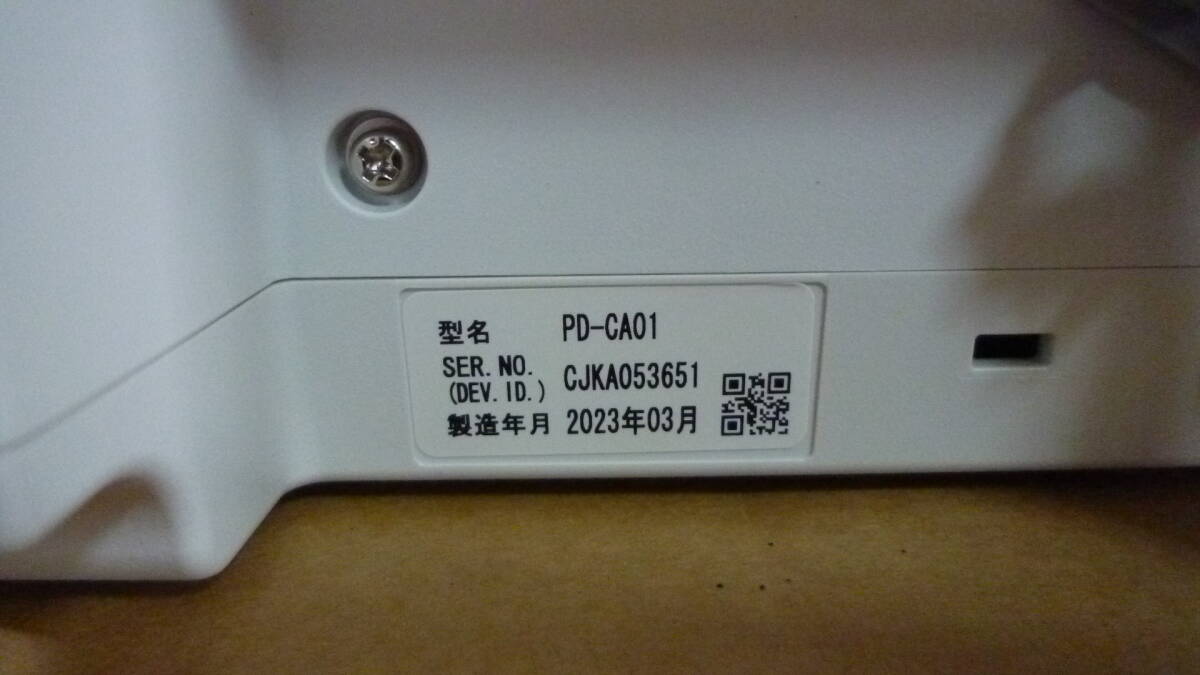 型名 PD-CA01
SER.NO. (DEV.ID.) CJKA053651
製造年月 2023年03月